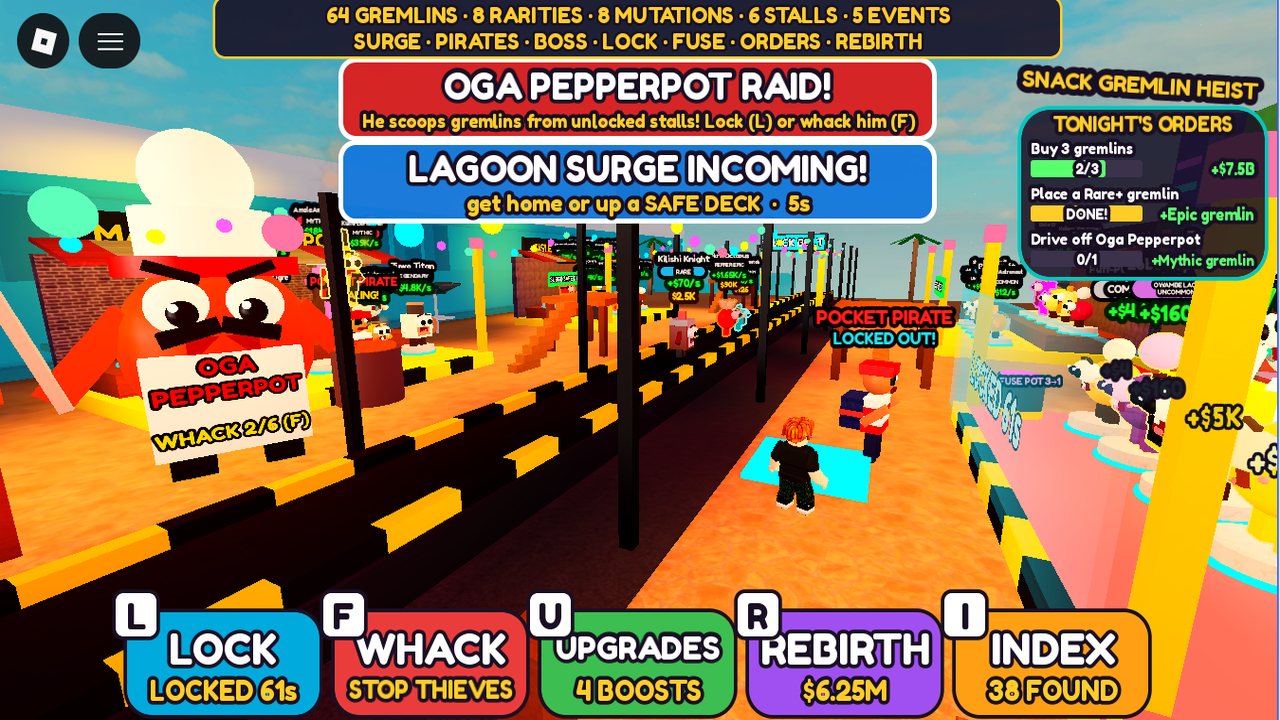 64 GREMLINS · 8 RARITIES · 8 MUTATIONS · 6 STALLS · 5 EVENTS
SURGE · PIRATES · BOSS · LOCK · FUSE · ORDERS · REBIRTH
OGA PEPPERPOT RAID!
He scoops gremlins from unlocked stalls! Lock (L) or whack him (F)
LAGOON SURGE INCOMING!
get home or up a SAFE DECK · 5s
SNACK GREMLIN HEIST
TONIGHT'S ORDERS
Buy 3 gremlins
2/3 +$7.5B
Place a Rare+ gremlin
DONE! +Epic gremlin
Drive off Oga Pepperpot
0/1 +Mythic gremlin
OGA
PEPPERPOT
WHACK 2/6 (F)
Kilishi Knight
RARE
+$70/s
$2.5K
+$1.65K/s
$90K
POCKET PIRATE
LOCKED OUT!
FUSE POT 3→1
+$4
+$160
+$5K
L
LOCK
LOCKED 61s
F
WHACK
STOP THIEVES
U
UPGRADES
4 BOOSTS
R
REBIRTH
$6.25M
I
INDEX
38 FOUND